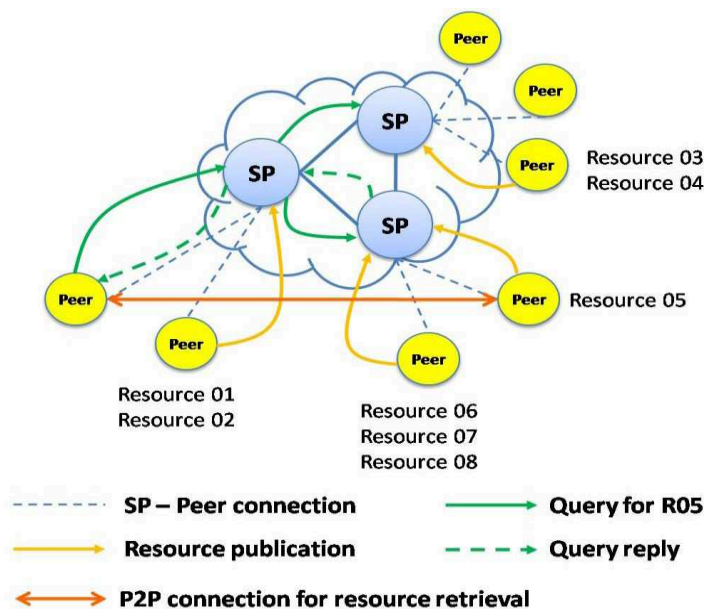 Peer
Peer
SP
Peer
Resource 03
Resource 04
SP
SP
Peer
Peer
Resource 05
Peer
Peer
Resource 01
Resource 02
Resource 06
Resource 07
Resource 08
SP – Peer connection
Query for R05
Resource publication
Query reply
P2P connection for resource retrieval